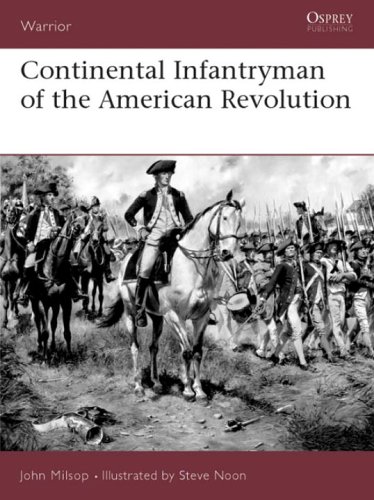 Warrior
OSPREY
PUBLISHING
Continental Infantryman
of the American Revolution
John Milsop • Illustrated by Steve Noon